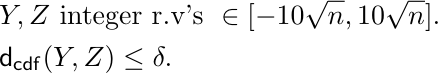 Y, Z integer r.v's ∈ [−10√n, 10√n].
d_cdf(Y, Z) ≤ δ.